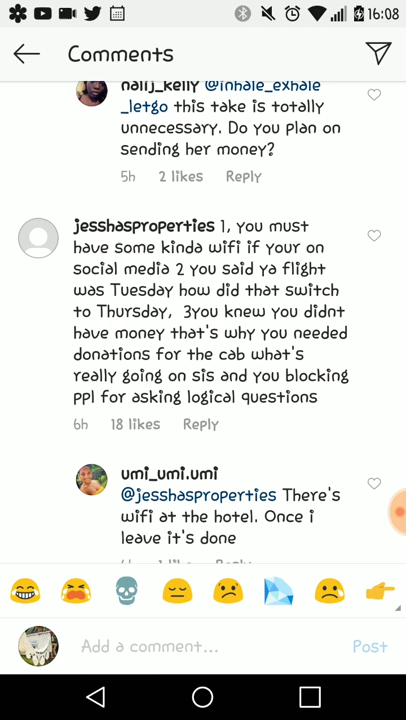 16:08
Comments
nalij_kelly @inhale_exhale
_letgo this take is totally
unnecessary. Do you plan on
sending her money?
5h 2 likes Reply
jesshasproperties 1, you must
have some kinda wifi if your on
social media 2 you said ya flight
was Tuesday how did that switch
to Thursday, 3you knew you didnt
have money that's why you needed
donations for the cab what's
really going on sis and you blocking
ppl for asking logical questions
6h 18 likes Reply
umi_umi.umi
@jesshasproperties There's
wifi at the hotel. Once i
leave it's done
1 like Reply
Add a comment...
Post